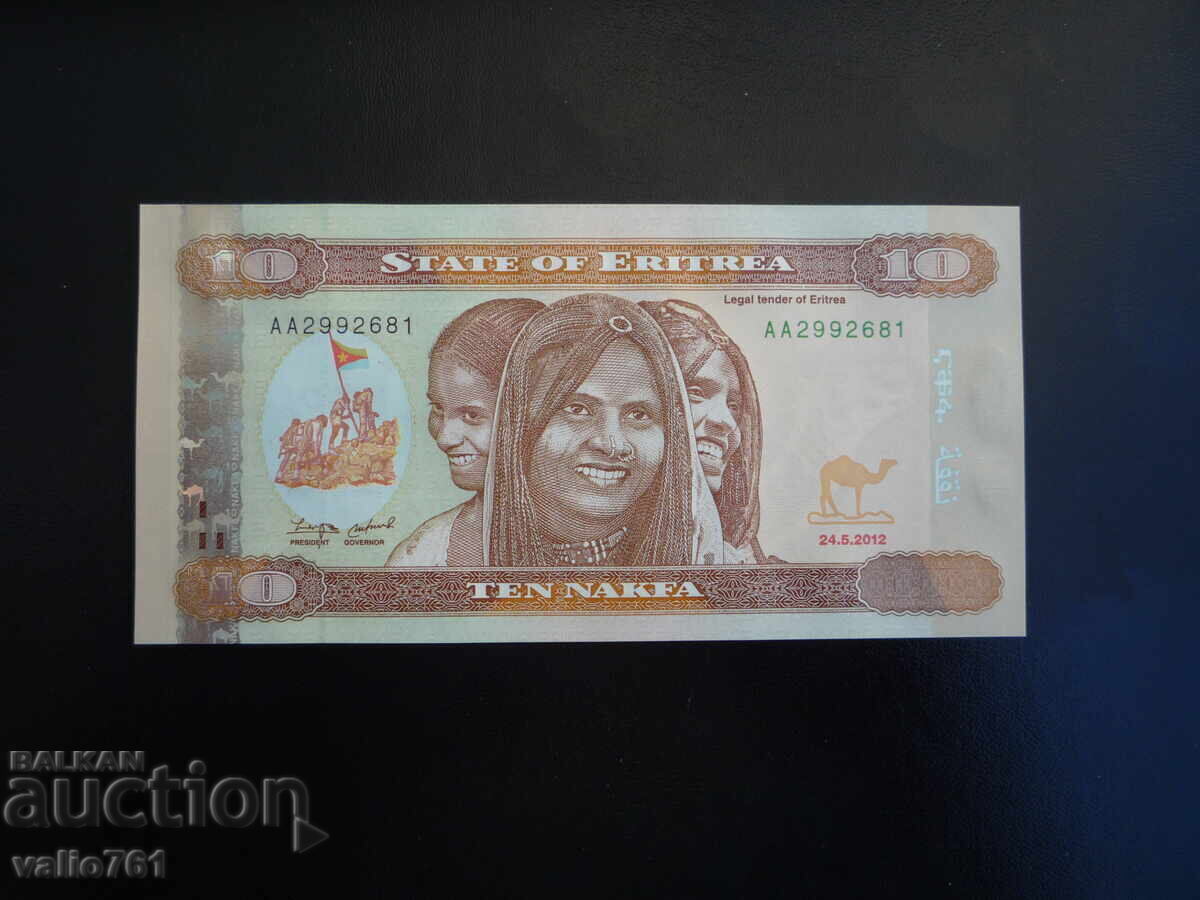 10 STATE OF ERITREA 10
Legal tender of Eritrea
AA2992681 AA2992681
PRESIDENT GOVERNOR
24.5.2012
10 TEN NAKFA
BALKAN
auction
valio761